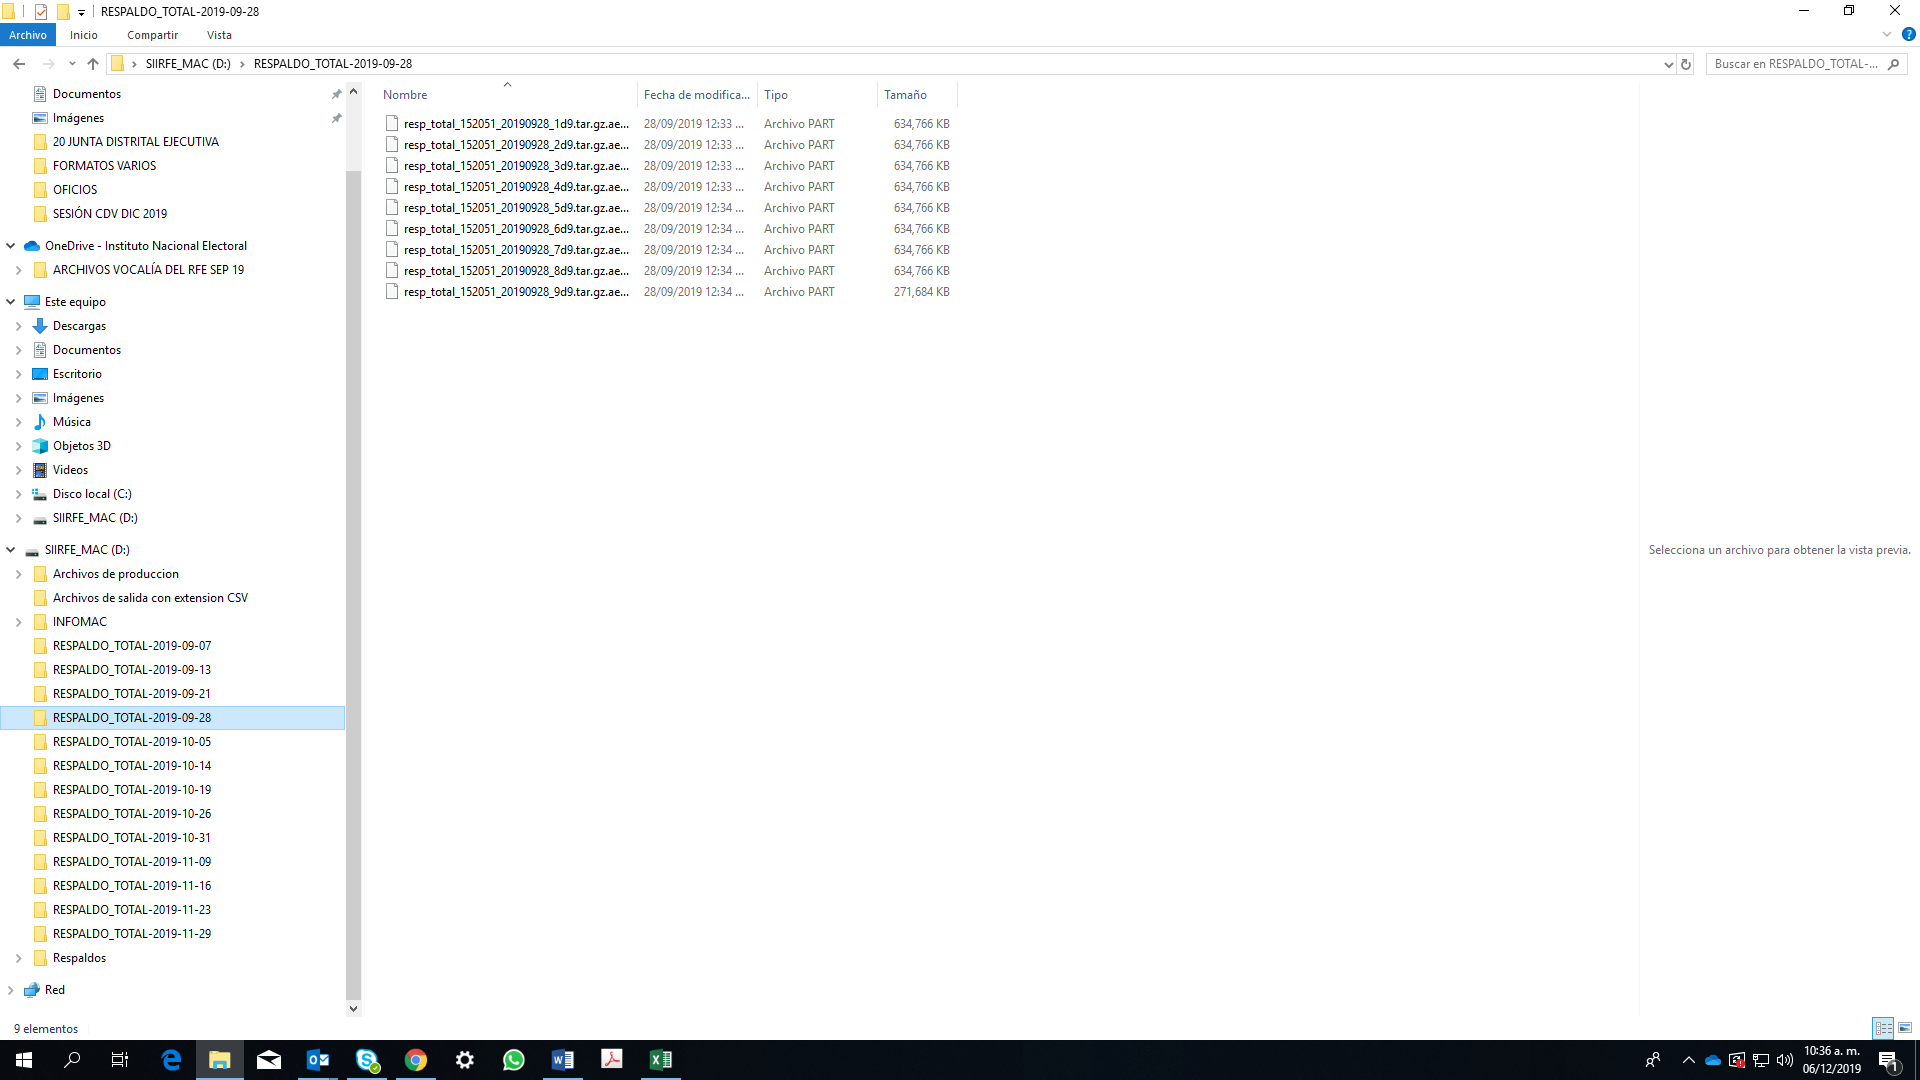 RESPALDO_TOTAL-2019-09-28
Archivo Inicio Compartir Vista
SIIRFE_MAC (D:) RESPALDO_TOTAL-2019-09-28
Buscar en RESPALDO_TOTAL-...
Documentos
Imágenes
20 JUNTA DISTRITAL EJECUTIVA
FORMATOS VARIOS
OFICIOS
SESIÓN CDV DIC 2019
OneDrive - Instituto Nacional Electoral
ARCHIVOS VOCALÍA DEL RFE SEP 19
Este equipo
Descargas
Documentos
Escritorio
Imágenes
Música
Objetos 3D
Videos
Disco local (C:)
SIIRFE_MAC (D:)
SIIRFE_MAC (D:)
Archivos de produccion
Archivos de salida con extension CSV
INFOMAC
RESPALDO_TOTAL-2019-09-07
RESPALDO_TOTAL-2019-09-13
RESPALDO_TOTAL-2019-09-21
RESPALDO_TOTAL-2019-09-28
RESPALDO_TOTAL-2019-10-05
RESPALDO_TOTAL-2019-10-14
RESPALDO_TOTAL-2019-10-19
RESPALDO_TOTAL-2019-10-26
RESPALDO_TOTAL-2019-10-31
RESPALDO_TOTAL-2019-11-09
RESPALDO_TOTAL-2019-11-16
RESPALDO_TOTAL-2019-11-23
RESPALDO_TOTAL-2019-11-29
Respaldos
Red
Nombre Fecha de modifica... Tipo Tamaño
resp_total_152051_20190928_1d9.tar.gz.ae... 28/09/2019 12:33 ... Archivo PART 634,766 KB
resp_total_152051_20190928_2d9.tar.gz.ae... 28/09/2019 12:33 ... Archivo PART 634,766 KB
resp_total_152051_20190928_3d9.tar.gz.ae... 28/09/2019 12:33 ... Archivo PART 634,766 KB
resp_total_152051_20190928_4d9.tar.gz.ae... 28/09/2019 12:33 ... Archivo PART 634,766 KB
resp_total_152051_20190928_5d9.tar.gz.ae... 28/09/2019 12:34 ... Archivo PART 634,766 KB
resp_total_152051_20190928_6d9.tar.gz.ae... 28/09/2019 12:34 ... Archivo PART 634,766 KB
resp_total_152051_20190928_7d9.tar.gz.ae... 28/09/2019 12:34 ... Archivo PART 634,766 KB
resp_total_152051_20190928_8d9.tar.gz.ae... 28/09/2019 12:34 ... Archivo PART 634,766 KB
resp_total_152051_20190928_9d9.tar.gz.ae... 28/09/2019 12:34 ... Archivo PART 271,684 KB
Selecciona un archivo para obtener la vista previa.
9 elementos
10:36 a. m.
06/12/2019
1